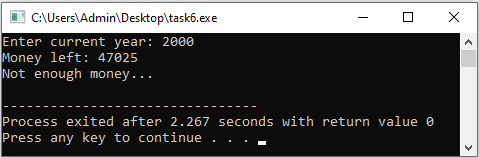 C:\Users\Admin\Desktop\task6.exe
Enter current year: 2000
Money left: 47025
Not enough money...
--------------------------------
Process exited after 2.267 seconds with return value 0
Press any key to continue . . .